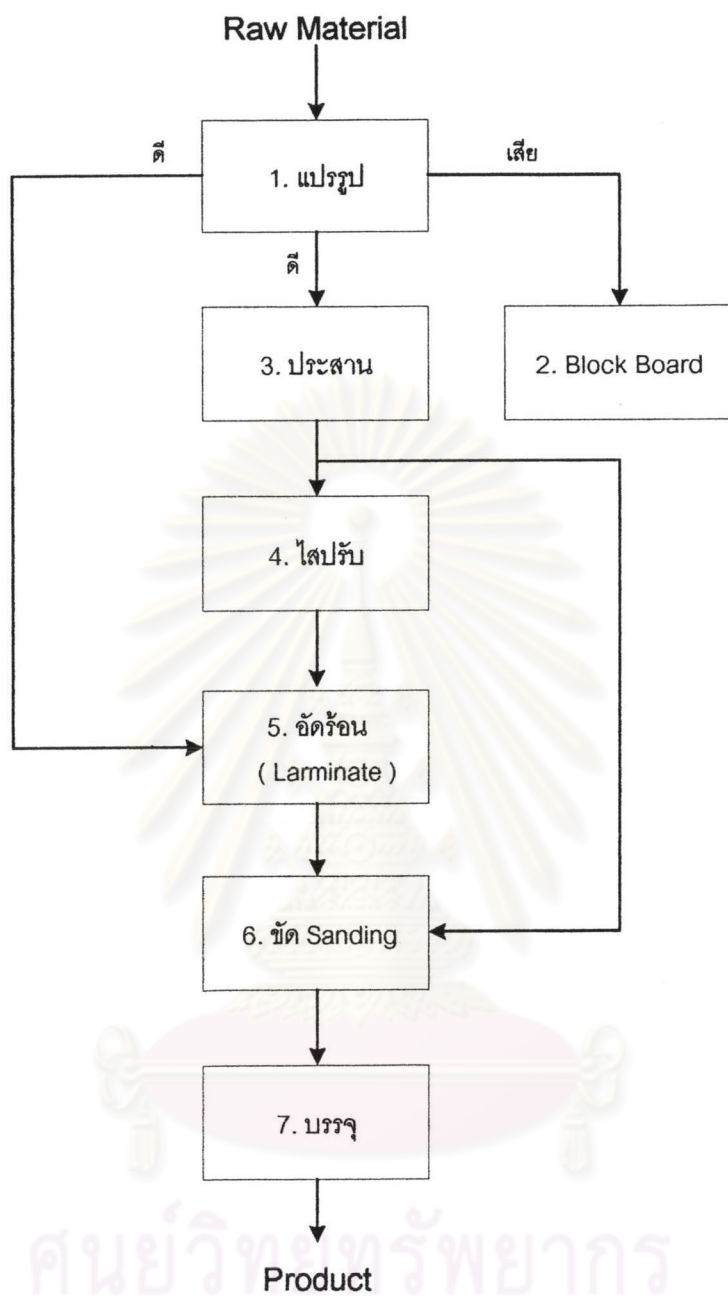 Raw Material
ดี
เสีย
1. แปรรูป
ดี
3. ประสาน
2. Block Board
4. ไสปรับ
5. อัดร้อน
( Larminate )
6. ขัด Sanding
7. บรรจุ
ศูนย์วิทยทรัพยากร
Product